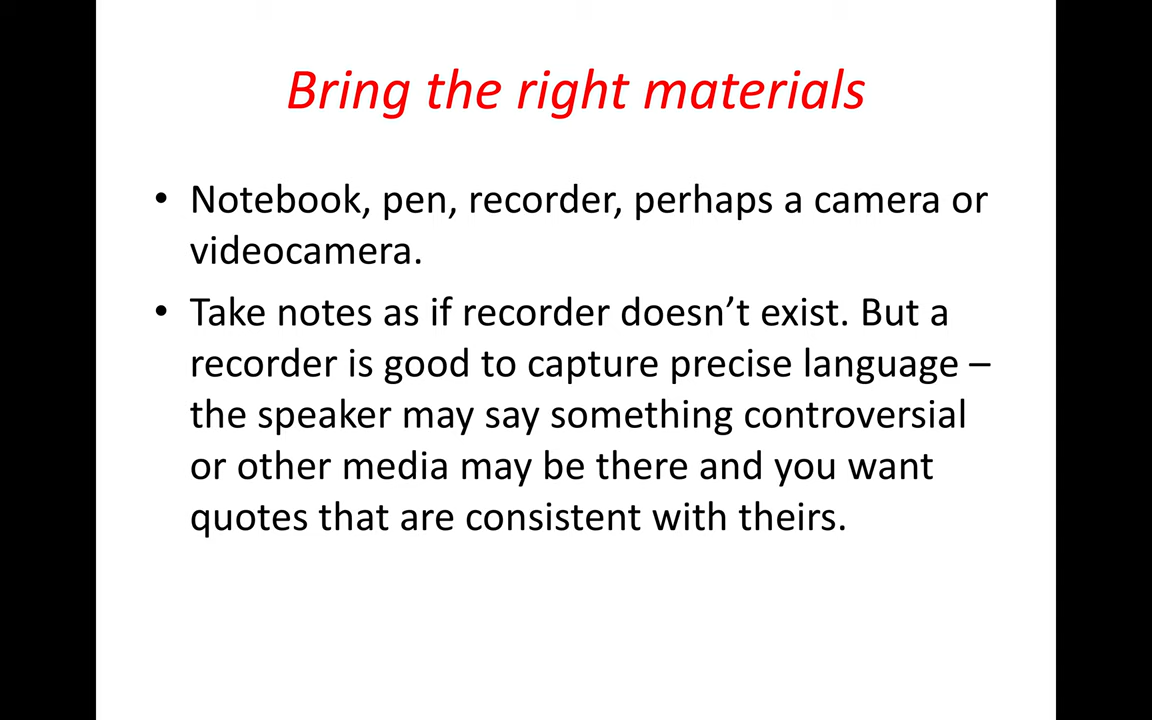 Bring the right materials
• Notebook, pen, recorder, perhaps a camera or
videocamera.
• Take notes as if recorder doesn’t exist. But a
recorder is good to capture precise language –
the speaker may say something controversial
or other media may be there and you want
quotes that are consistent with theirs.